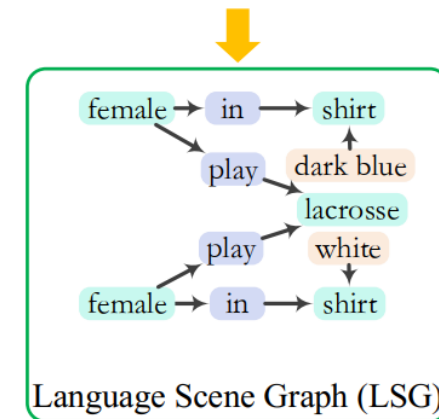 female in shirt
play dark blue
lacrosse
play white
female in shirt
Language Scene Graph (LSG)